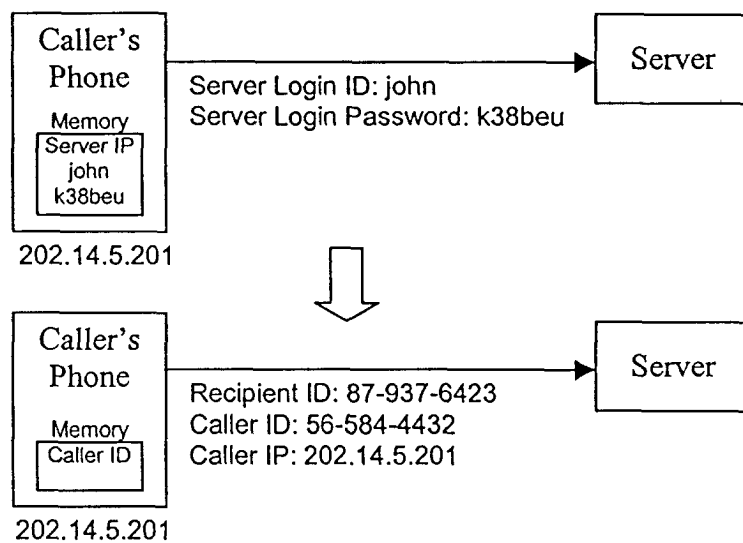 Caller's
Phone
Memory
Server IP
john
k38beu
202.14.5.201
Server Login ID: john
Server Login Password: k38beu
Server
Caller's
Phone
Memory
Caller ID
202.14.5.201
Recipient ID: 87-937-6423
Caller ID: 56-584-4432
Caller IP: 202.14.5.201
Server